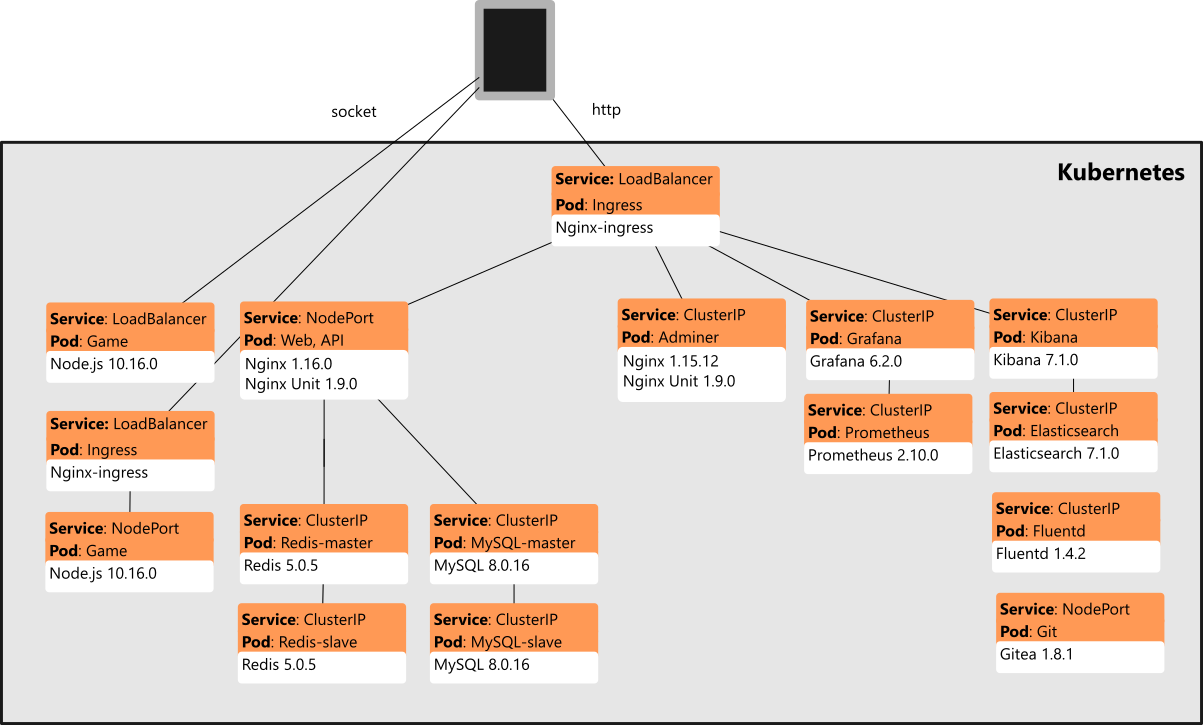 socket
http
Kubernetes
Service: LoadBalancer
Pod: Ingress
Nginx-ingress
Service: LoadBalancer
Pod: Game
Node.js 10.16.0
Service: NodePort
Pod: Web, API
Nginx 1.16.0
Nginx Unit 1.9.0
Service: ClusterIP
Pod: Adminer
Nginx 1.15.12
Nginx Unit 1.9.0
Service: ClusterIP
Pod: Grafana
Grafana 6.2.0
Service: ClusterIP
Pod: Kibana
Kibana 7.1.0
Service: LoadBalancer
Pod: Ingress
Nginx-ingress
Service: ClusterIP
Pod: Prometheus
Prometheus 2.10.0
Service: ClusterIP
Pod: Elasticsearch
Elasticsearch 7.1.0
Service: NodePort
Pod: Game
Node.js 10.16.0
Service: ClusterIP
Pod: Redis-master
Redis 5.0.5
Service: ClusterIP
Pod: MySQL-master
MySQL 8.0.16
Service: ClusterIP
Pod: Fluentd
Fluentd 1.4.2
Service: ClusterIP
Pod: Redis-slave
Redis 5.0.5
Service: ClusterIP
Pod: MySQL-slave
MySQL 8.0.16
Service: NodePort
Pod: Git
Gitea 1.8.1